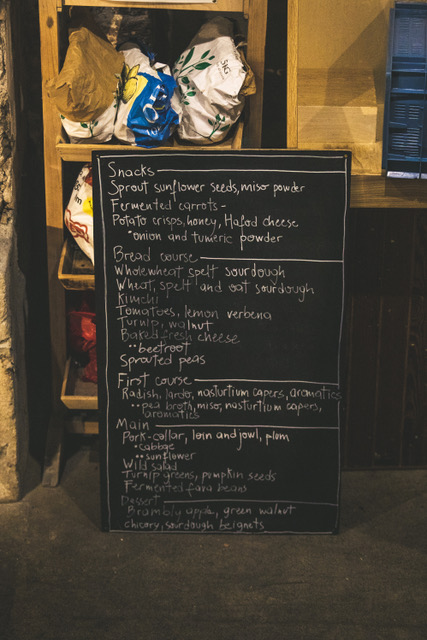 5KG
Snacks
Sprout sunflower seeds, miso powder
Fermented carrots -
Potato crisps, honey, Hafod cheese
*onion and tumeric powder
Bread course
Wholewheat spelt sourdough
Wheat, spelt and oat sourdough
Kimchi
Tomatoes, lemon verbena
Turnip, walnut
Baked fresh cheese
**beetroot
Sprouted peas
First course
Radish, lardo, nasturtium capers, aromatics
**pea broth, miso, nasturtium capers,
aromatics
Main
Pork-collar, loin and jowl, plum
*cabbge
**sunflower
Wild salad
Turnip greens, pumpkin seeds
Fermented fava beans
Dessert
Brambly apple, green walnut
chicory, sourdough beignets